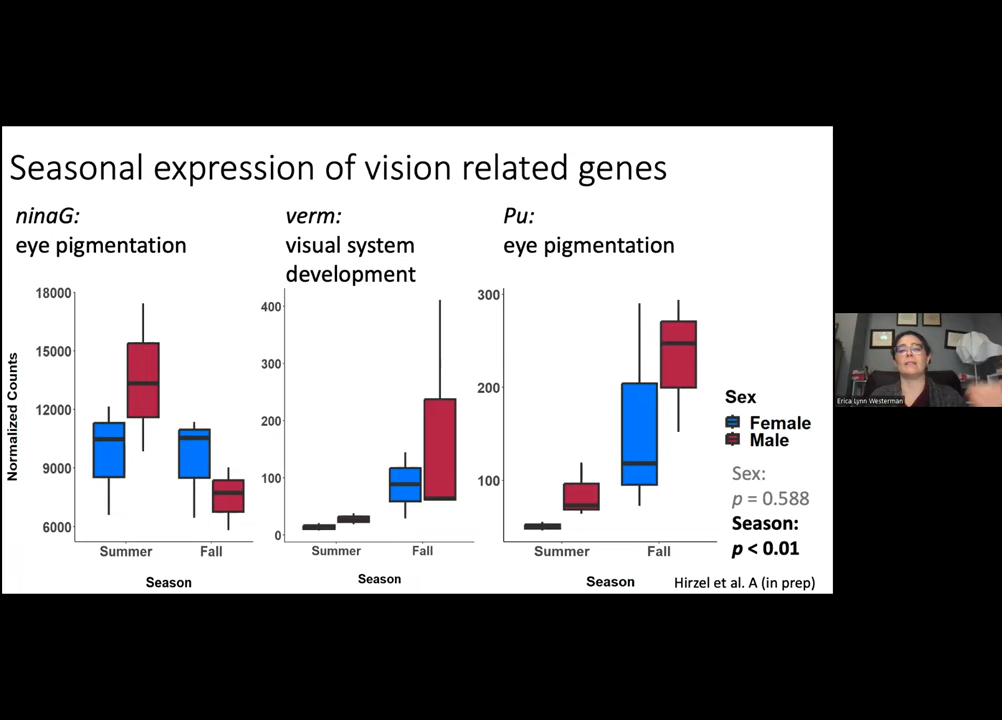 Seasonal expression of vision related genes
ninaG:
eye pigmentation
verm:
visual system
development
Pu:
eye pigmentation
Normalized Counts
18000
15000
12000
9000
6000
Summer
Fall
Season
400
300
200
100
0
Summer
Fall
Season
300
200
100
Summer
Fall
Season
Sex
Female
Male
Sex:
p = 0.588
Season:
p < 0.01
Hirzel et al. A (in prep)
Erica Lynn Westerman